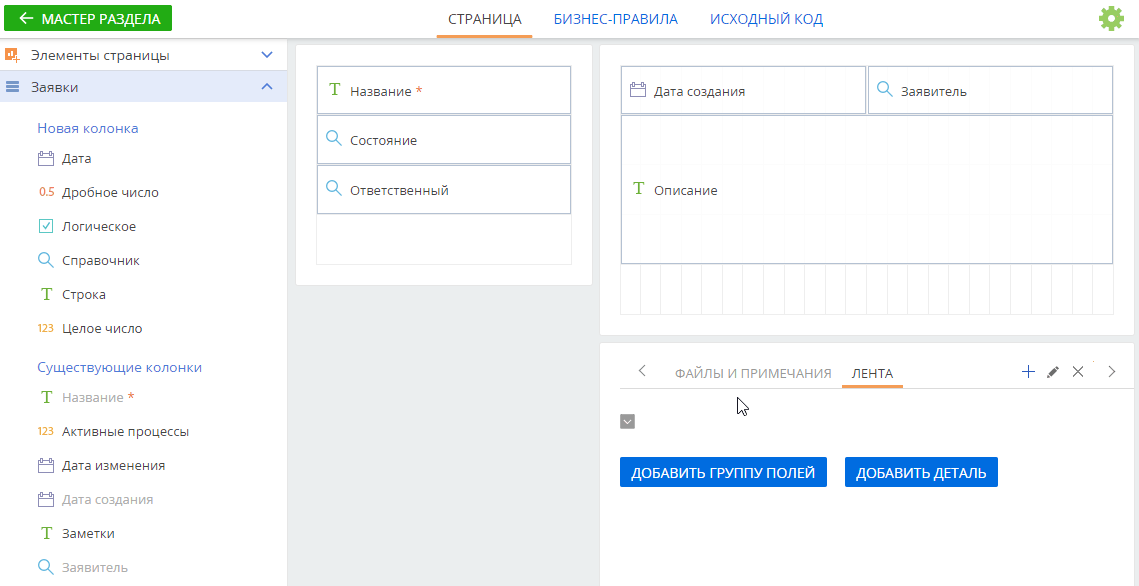 МАСТЕР РАЗДЕЛА
СТРАНИЦА
БИЗНЕС-ПРАВИЛА
ИСХОДНЫЙ КОД
Элементы страницы
Заявки
Новая колонка
Дата
0.5 Дробное число
Логическое
Справочник
T Строка
123 Целое число
Существующие колонки
T Название *
123 Активные процессы
Дата изменения
Дата создания
T Заметки
Заявитель
T Название *
Состояние
Ответственный
Дата создания
Заявитель
T Описание
ФАЙЛЫ И ПРИМЕЧАНИЯ
ЛЕНТА
ДОБАВИТЬ ГРУППУ ПОЛЕЙ
ДОБАВИТЬ ДЕТАЛЬ